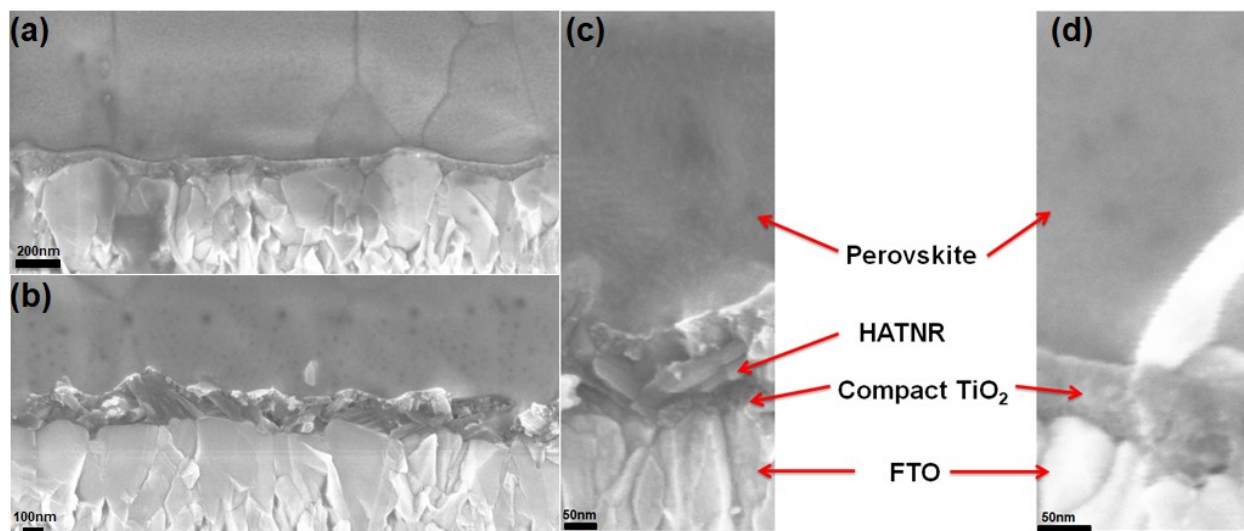 (a)
200nm
(b)
100nm
(c)
50nm
Perovskite
HATNR
Compact TiO₂
FTO
(d)
50nm